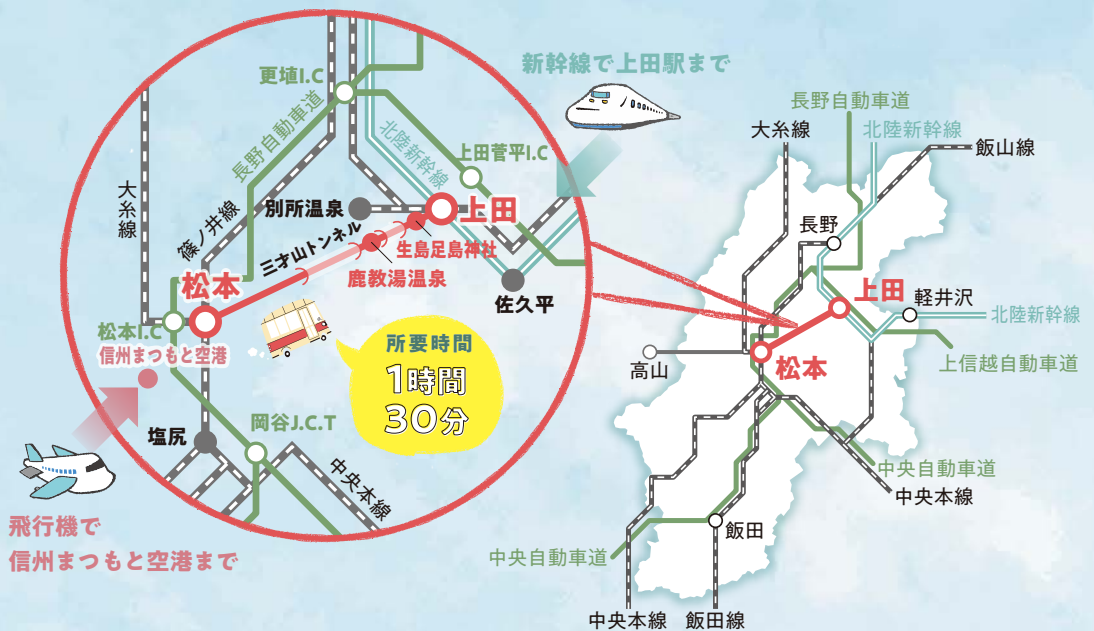 新幹線で上田駅まで
更埴I.C
長野自動車道
北陸新幹線
上田菅平I.C
大糸線
篠ノ井線
別所温泉
上田
三才山トンネル
生島足島神社
鹿教湯温泉
松本
佐久平
松本I.C
信州まつもと空港
所要時間
1時間
30分
塩尻
岡谷J.C.T
中央本線
飛行機で
信州まつもと空港まで
長野自動車道
大糸線
北陸新幹線
飯山線
長野
上田
軽井沢
北陸新幹線
高山
松本
上信越自動車道
中央自動車道
中央本線
飯田
中央自動車道
中央本線
飯田線